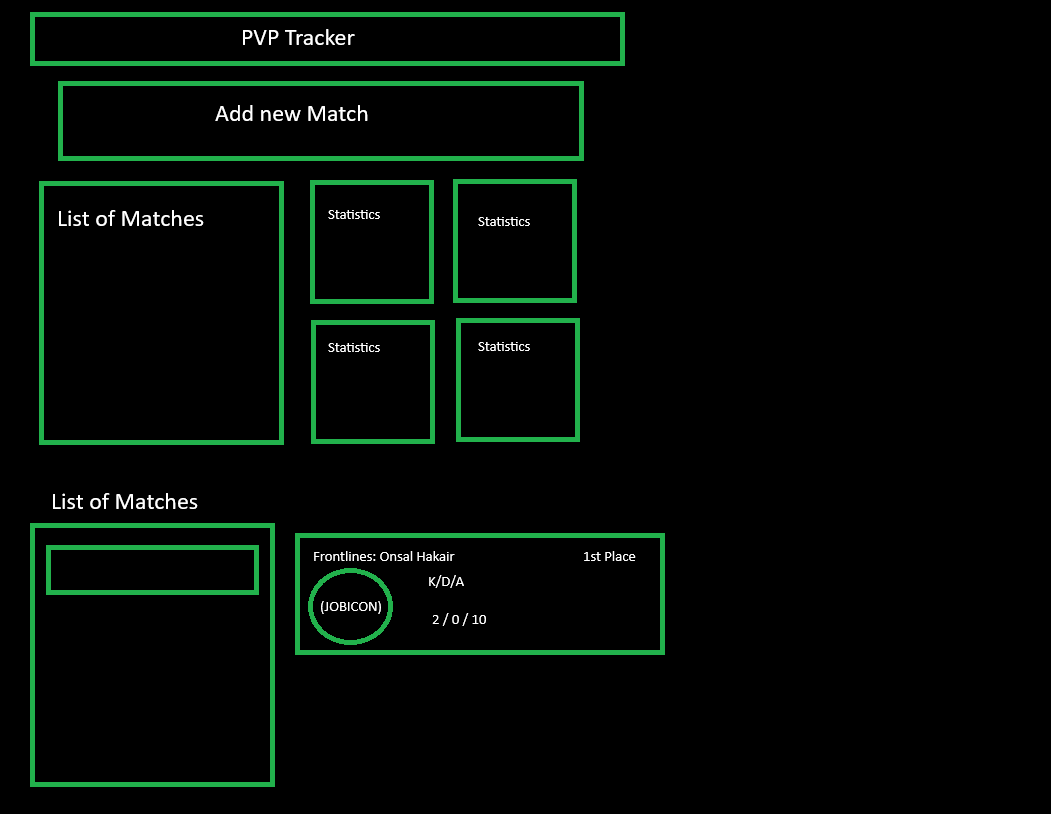 PVP Tracker
Add new Match
List of Matches
Statistics
Statistics
Statistics
Statistics
List of Matches
Frontlines: Onsal Hakair
1st Place
K/D/A
(JOBICON)
2 / 0 / 10